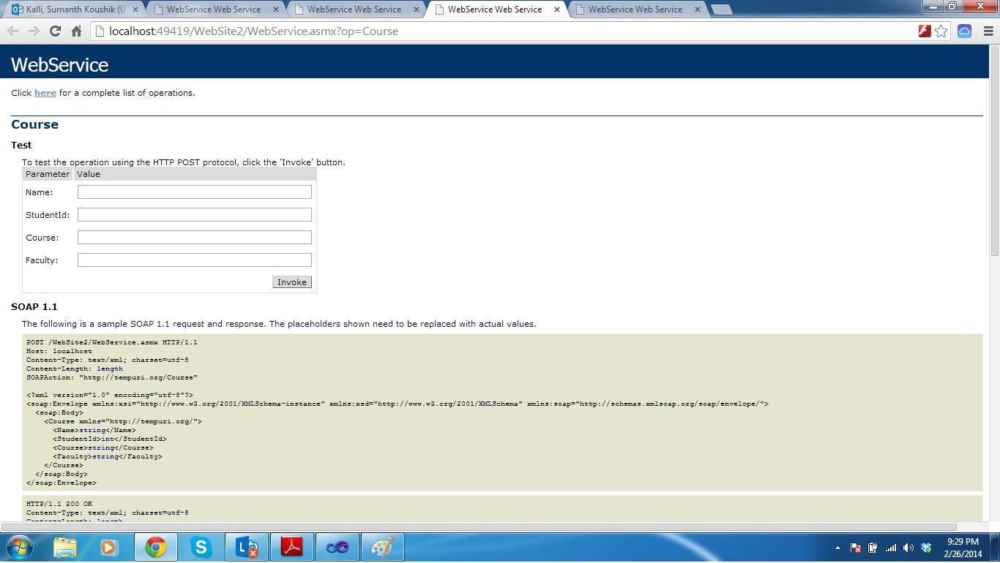 Kalli, Sumanth Koushik (U
WebService Web Service
WebService Web Service
WebService Web Service
WebService Web Service
localhost:49419/WebSite2/WebService.asmx?op=Course
WebService
Click here for a complete list of operations.
Course
Test
To test the operation using the HTTP POST protocol, click the 'Invoke' button.
Parameter Value
Name:
StudentId:
Course:
Faculty:
Invoke
SOAP 1.1
The following is a sample SOAP 1.1 request and response. The placeholders shown need to be replaced with actual values.
POST /WebSite2/WebService.asmx HTTP/1.1
Host: localhost
Content-Type: text/xml; charset=utf-8
Content-Length: length
SOAPAction: "http://tempuri.org/Course"
<?xml version="1.0" encoding="utf-8"?>
<soap:Envelope xmlns:xsi="http://www.w3.org/2001/XMLSchema-instance" xmlns:xsd="http://www.w3.org/2001/XMLSchema" xmlns:soap="http://schemas.xmlsoap.org/soap/envelope/">
<soap:Body>
<Course xmlns="http://tempuri.org/">
<Name>string</Name>
<StudentId>int</StudentId>
<Course>string</Course>
<Faculty>string</Faculty>
</Course>
</soap:Body>
</soap:Envelope>
HTTP/1.1 200 OK
Content-Type: text/xml; charset=utf-8
Content-Length: length
9:29 PM
2/26/2014